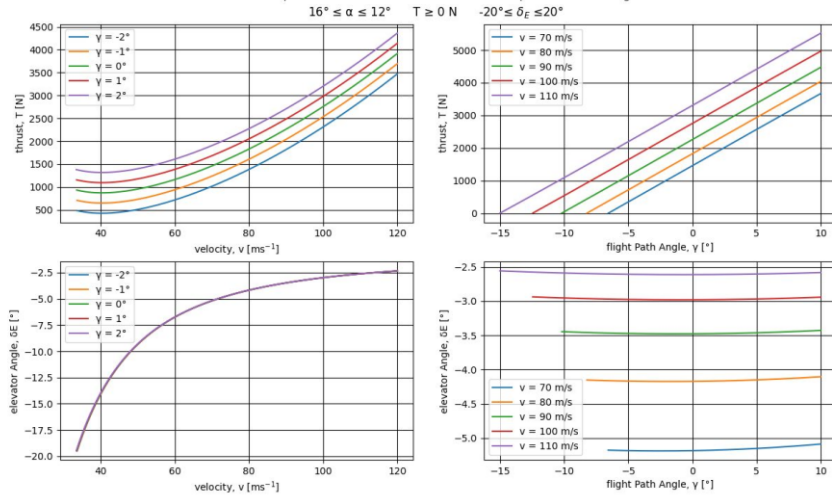 16° ≤ α ≤ 12° T ≥ 0 N -20°≤ δ_E ≤20°
4500
4000
3500
3000
2500
2000
1500
1000
500
thrust, T [N]
γ = -2°
γ = -1°
γ = 0°
γ = 1°
γ = 2°
40 60 80 100 120
velocity, v [ms⁻¹]
5000
4000
3000
2000
1000
0
thrust, T [N]
v = 70 m/s
v = 80 m/s
v = 90 m/s
v = 100 m/s
v = 110 m/s
−15 −10 −5 0 5 10
flight Path Angle, γ [°]
−2.5
−5.0
−7.5
−10.0
−12.5
−15.0
−17.5
−20.0
elevator Angle, δE [°]
γ = -2°
γ = -1°
γ = 0°
γ = 1°
γ = 2°
40 60 80 100 120
velocity, v [ms⁻¹]
−2.5
−3.0
−3.5
−4.0
−4.5
−5.0
elevator Angle, δE [°]
v = 70 m/s
v = 80 m/s
v = 90 m/s
v = 100 m/s
v = 110 m/s
−15 −10 −5 0 5 10
flight Path Angle, γ [°]